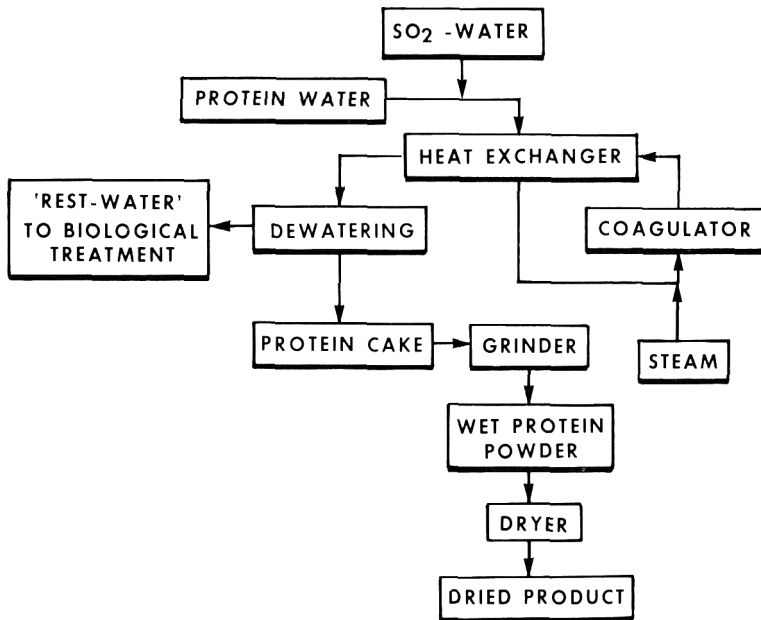 SO2 -WATER
PROTEIN WATER
HEAT EXCHANGER
'REST-WATER'
TO BIOLOGICAL
TREATMENT
DEWATERING
COAGULATOR
PROTEIN CAKE
GRINDER
STEAM
WET PROTEIN
POWDER
DRYER
DRIED PRODUCT